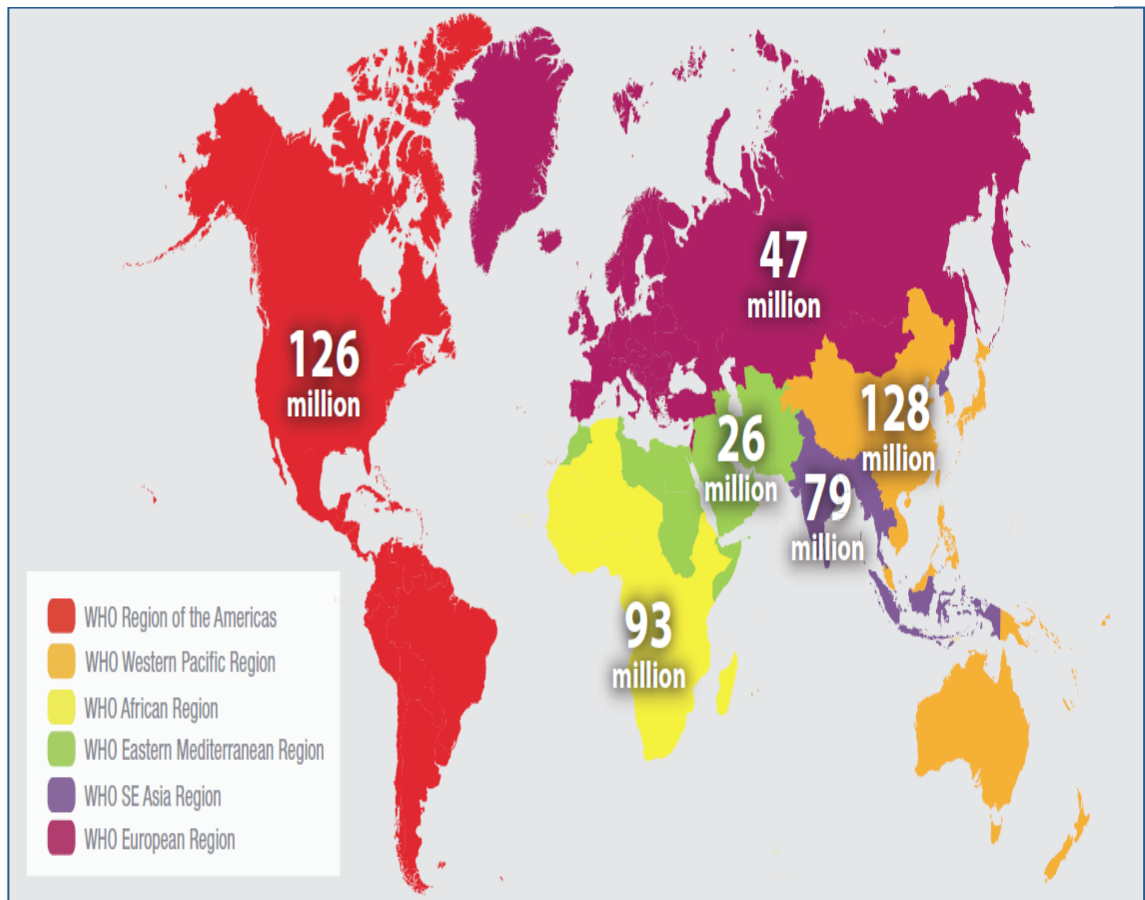 47
million
126
million
128
million
26
million
79
million
93
million
WHO Region of the Americas
WHO Western Pacific Region
WHO African Region
WHO Eastern Mediterranean Region
WHO SE Asia Region
WHO European Region